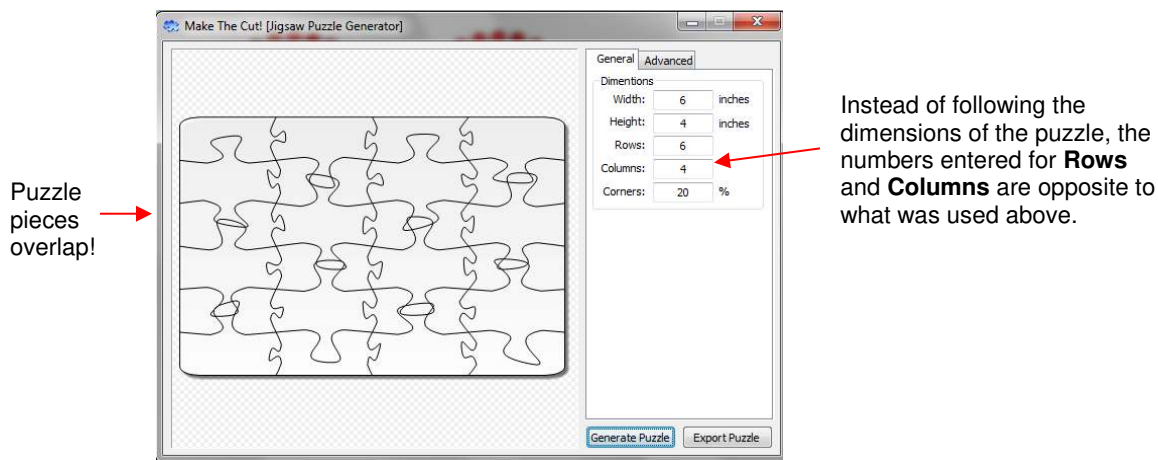 Make The Cut! [Jigsaw Puzzle Generator]
General Advanced
Dimentions
Width: 6 inches
Height: 4 inches
Rows: 6
Columns: 4
Corners: 20 %
Generate Puzzle Export Puzzle
Puzzle
pieces
overlap!
Instead of following the
dimensions of the puzzle, the
numbers entered for Rows
and Columns are opposite to
what was used above.